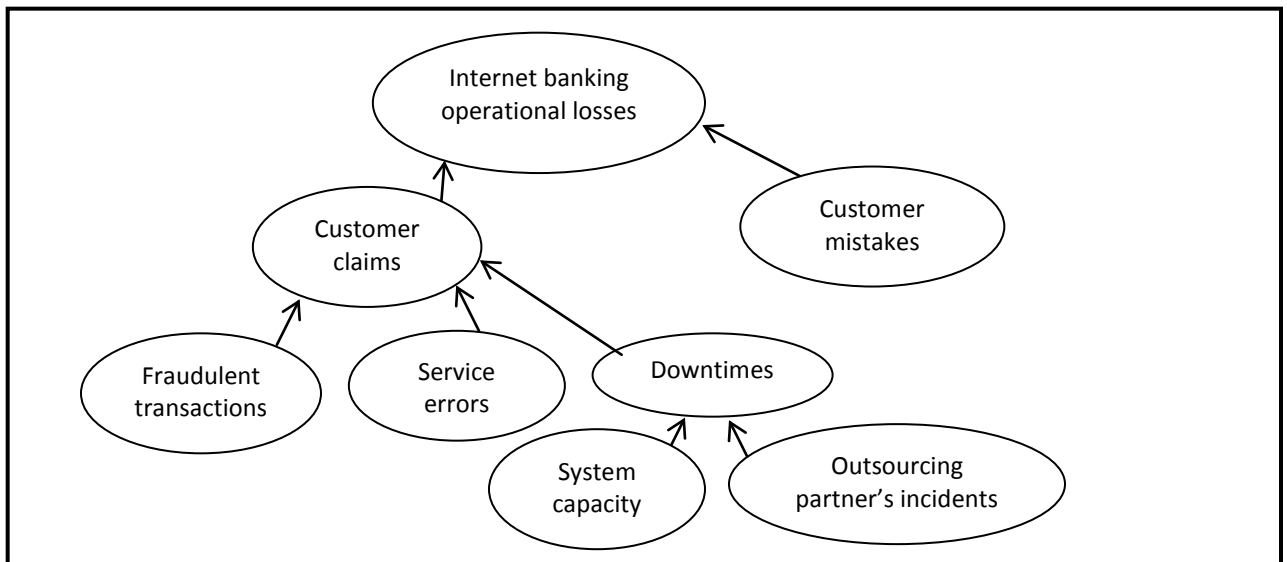 Internet banking
operational losses
Customer
claims
Customer
mistakes
Fraudulent
transactions
Service
errors
Downtimes
System
capacity
Outsourcing
partner’s incidents